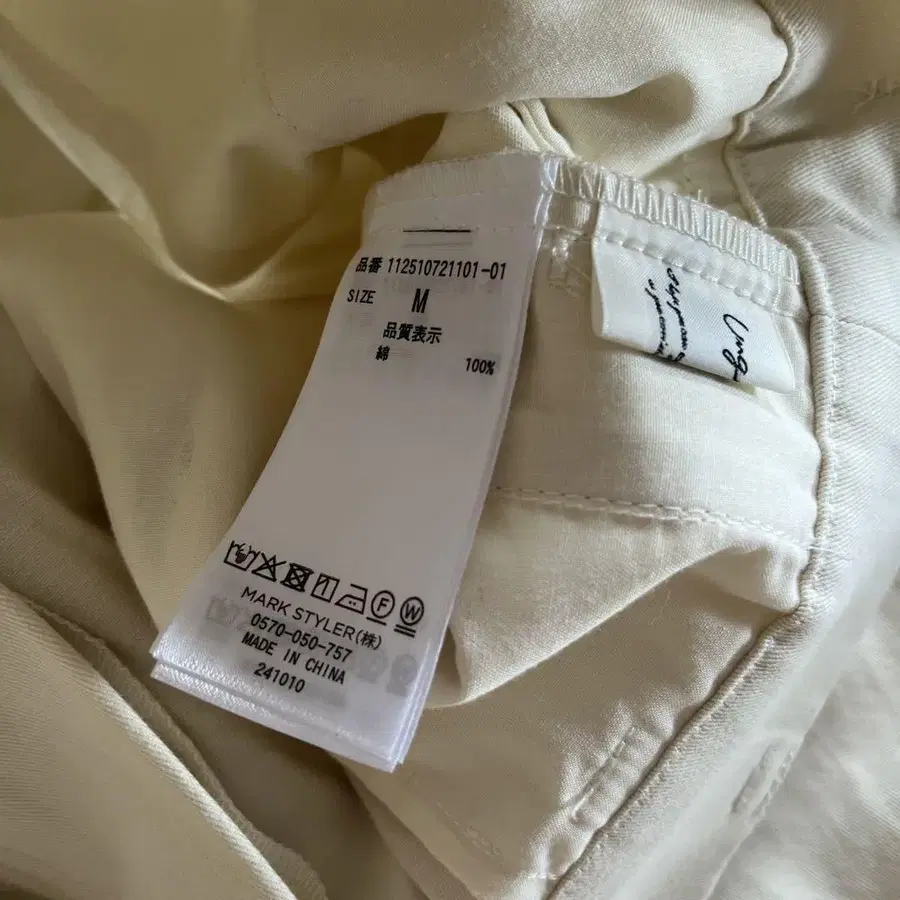 品番 112510721101-01
SIZE M
品質表示
綿 100%
F W
MARK STYLER(株)
0570-050-757
MADE IN CHINA
241010
Ung